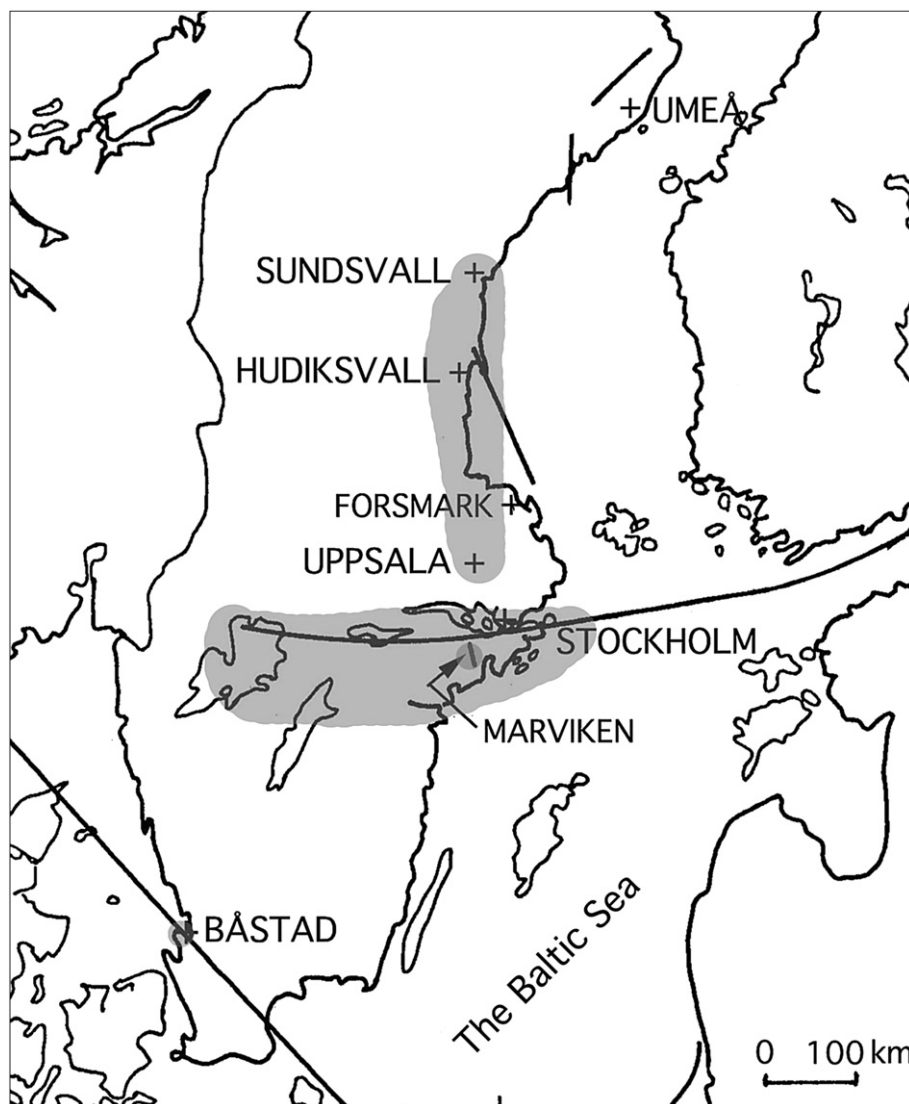 UMEÅ
SUNDSVALL
HUDIKSVALL
FORSMARK
UPPSALA
STOCKHOLM
MARVIKEN
BÅSTAD
The Baltic Sea
0 100 km